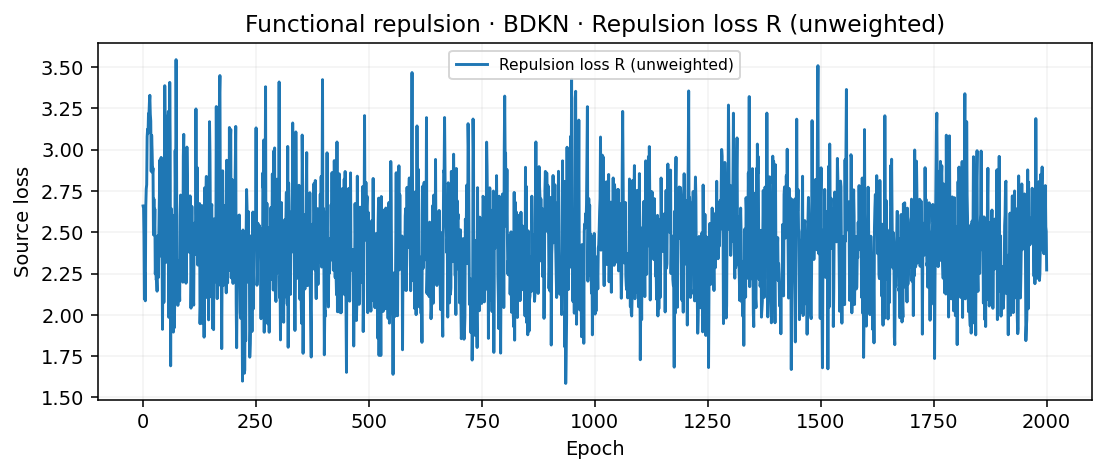 Functional repulsion · BDKN · Repulsion loss R (unweighted)
Repulsion loss R (unweighted)
Source loss
3.50
3.25
3.00
2.75
2.50
2.25
2.00
1.75
1.50
0 250 500 750 1000 1250 1500 1750 2000
Epoch